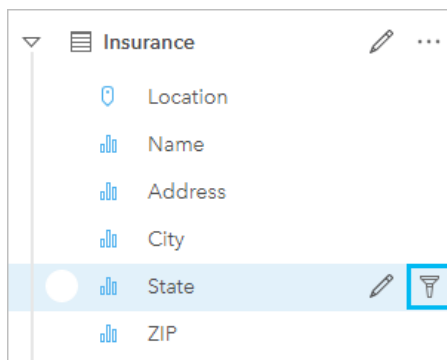 Insurance
Location
Name
Address
City
State
ZIP